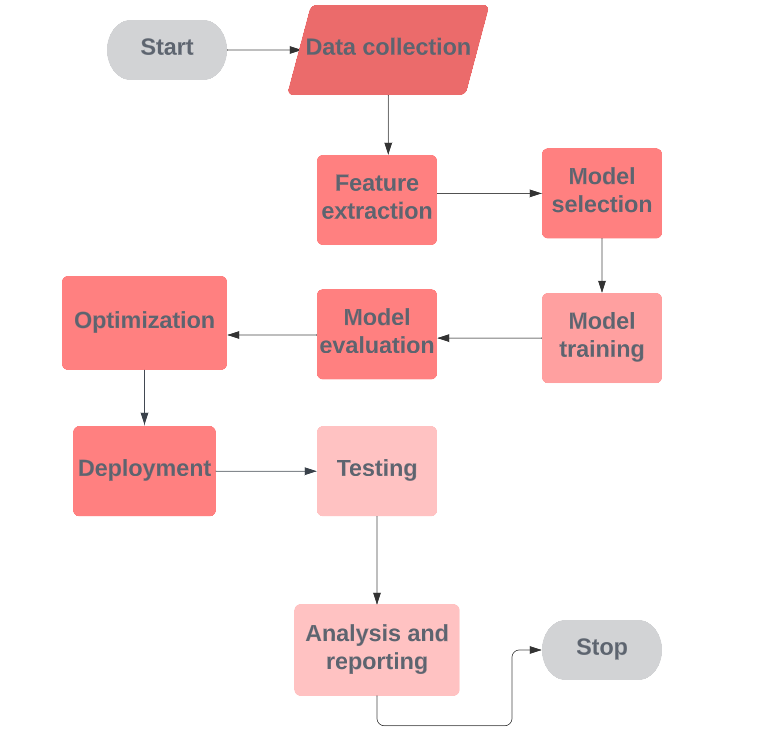 Start
Data collection
Feature
extraction
Model
selection
Model
training
Model
evaluation
Optimization
Deployment
Testing
Analysis and
reporting
Stop